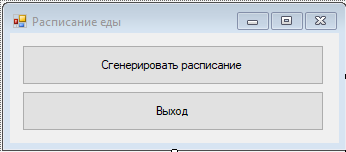 Расписание еды
Сгенерировать расписание
Выход